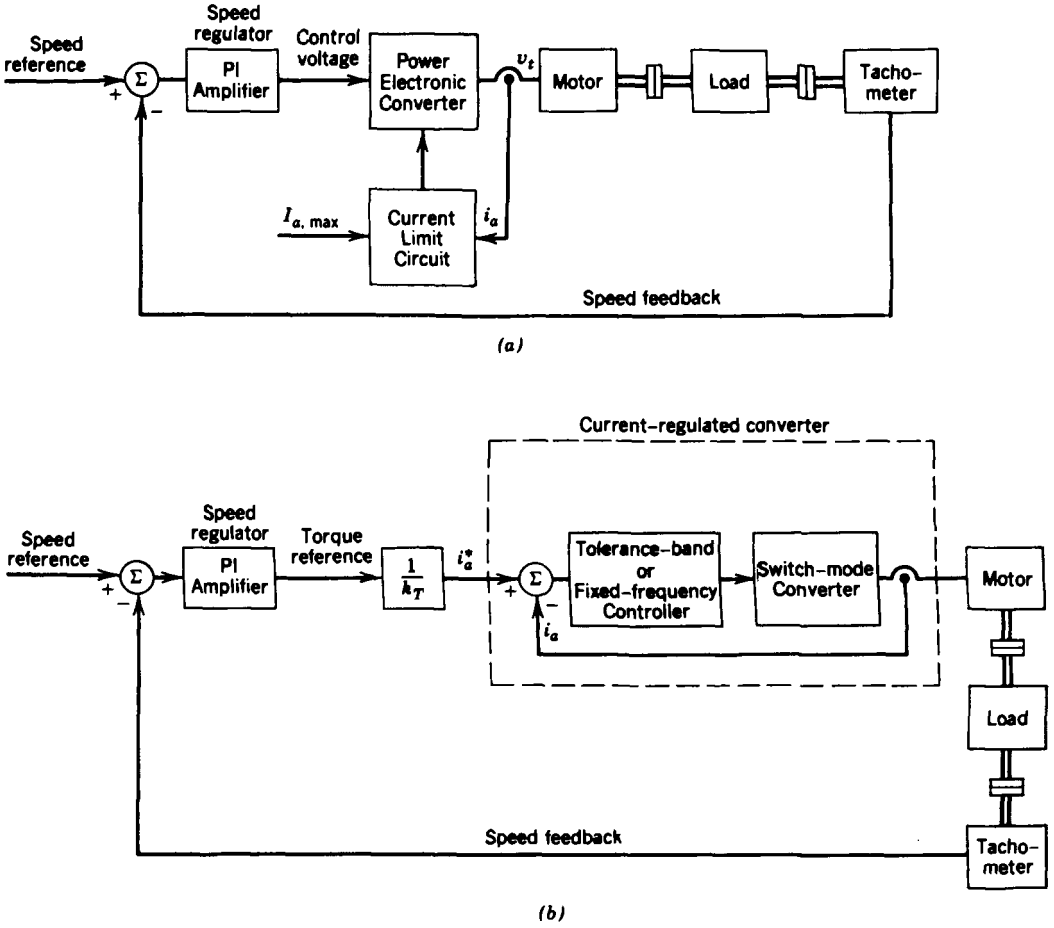 Speed
reference
+
Σ
−
Speed
regulator
PI
Amplifier
Control
voltage
Power
Electronic
Converter
v_t
Motor
Load
Tacho-
meter
I_a, max
Current
Limit
Circuit
i_a
Speed feedback
(a)
Current-regulated converter
Speed
reference
+
Σ
−
Speed
regulator
PI
Amplifier
Torque
reference
1
k_T
i_a^*
+
Σ
−
i_a
Tolerance-band
or
Fixed-frequency
Controller
Switch-mode
Converter
Motor
Load
Tacho-
meter
Speed feedback
(b)